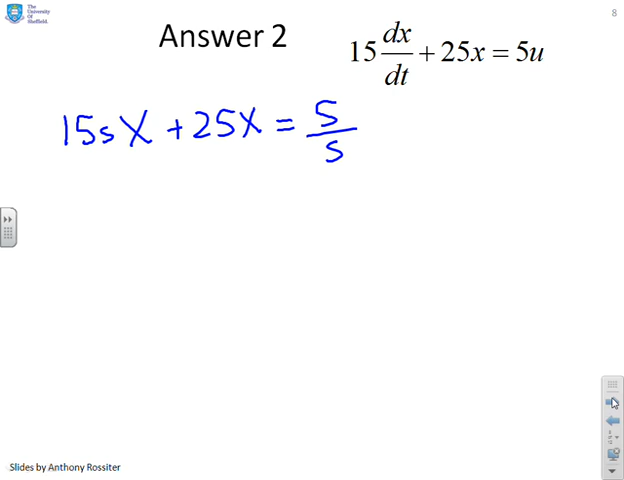 The
University
Of
Sheffield.
8
Answer 2
15 dx/dt + 25x = 5u
15sX + 25X = 5/s
Slides by Anthony Rossiter